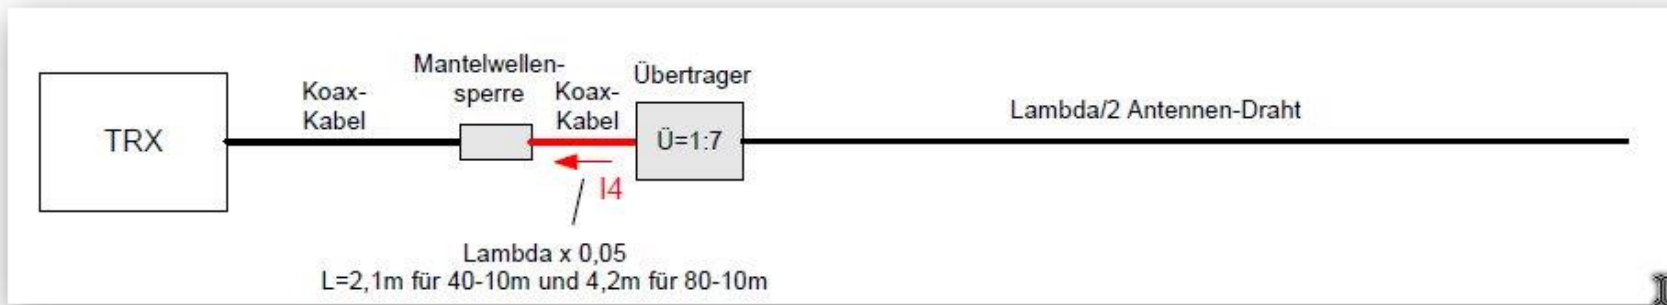 TRX
Koax-
Kabel
Mantelwellen-
sperre
Koax-
Kabel
Übertrager
Ü=1:7
Lambda/2 Antennen-Draht
I4
Lambda x 0,05
L=2,1m für 40-10m und 4,2m für 80-10m